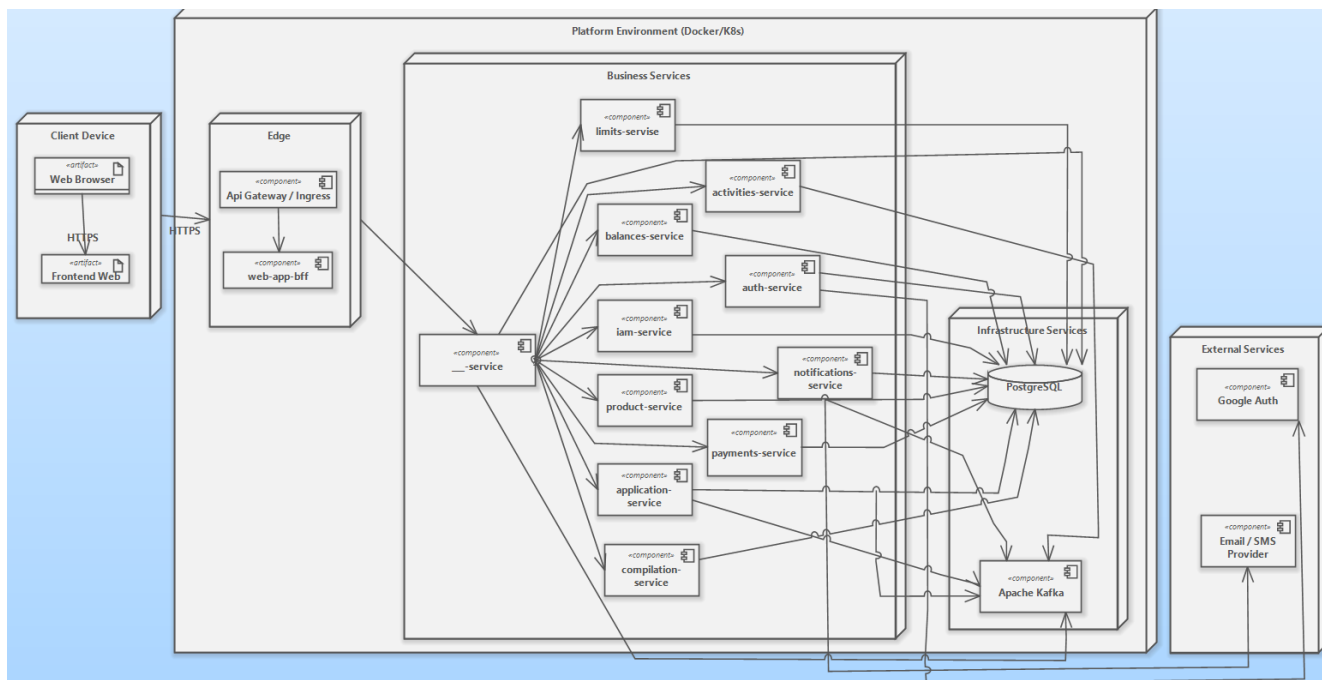 Platform Environment (Docker/K8s)
Business Services
Client Device
«artifact»
Web Browser
HTTPS
«artifact»
Frontend Web
HTTPS
Edge
«component»
Api Gateway / Ingress
«component»
web-app-bff
«component»
__-service
«component»
limits-servise
«component»
activities-service
«component»
balances-service
«component»
auth-service
«component»
iam-service
«component»
notifications-
service
«component»
product-service
«component»
payments-service
«component»
application-
service
«component»
compilation-
service
Infrastructure Services
PostgreSQL
«component»
Apache Kafka
External Services
«component»
Google Auth
«component»
Email / SMS
Provider